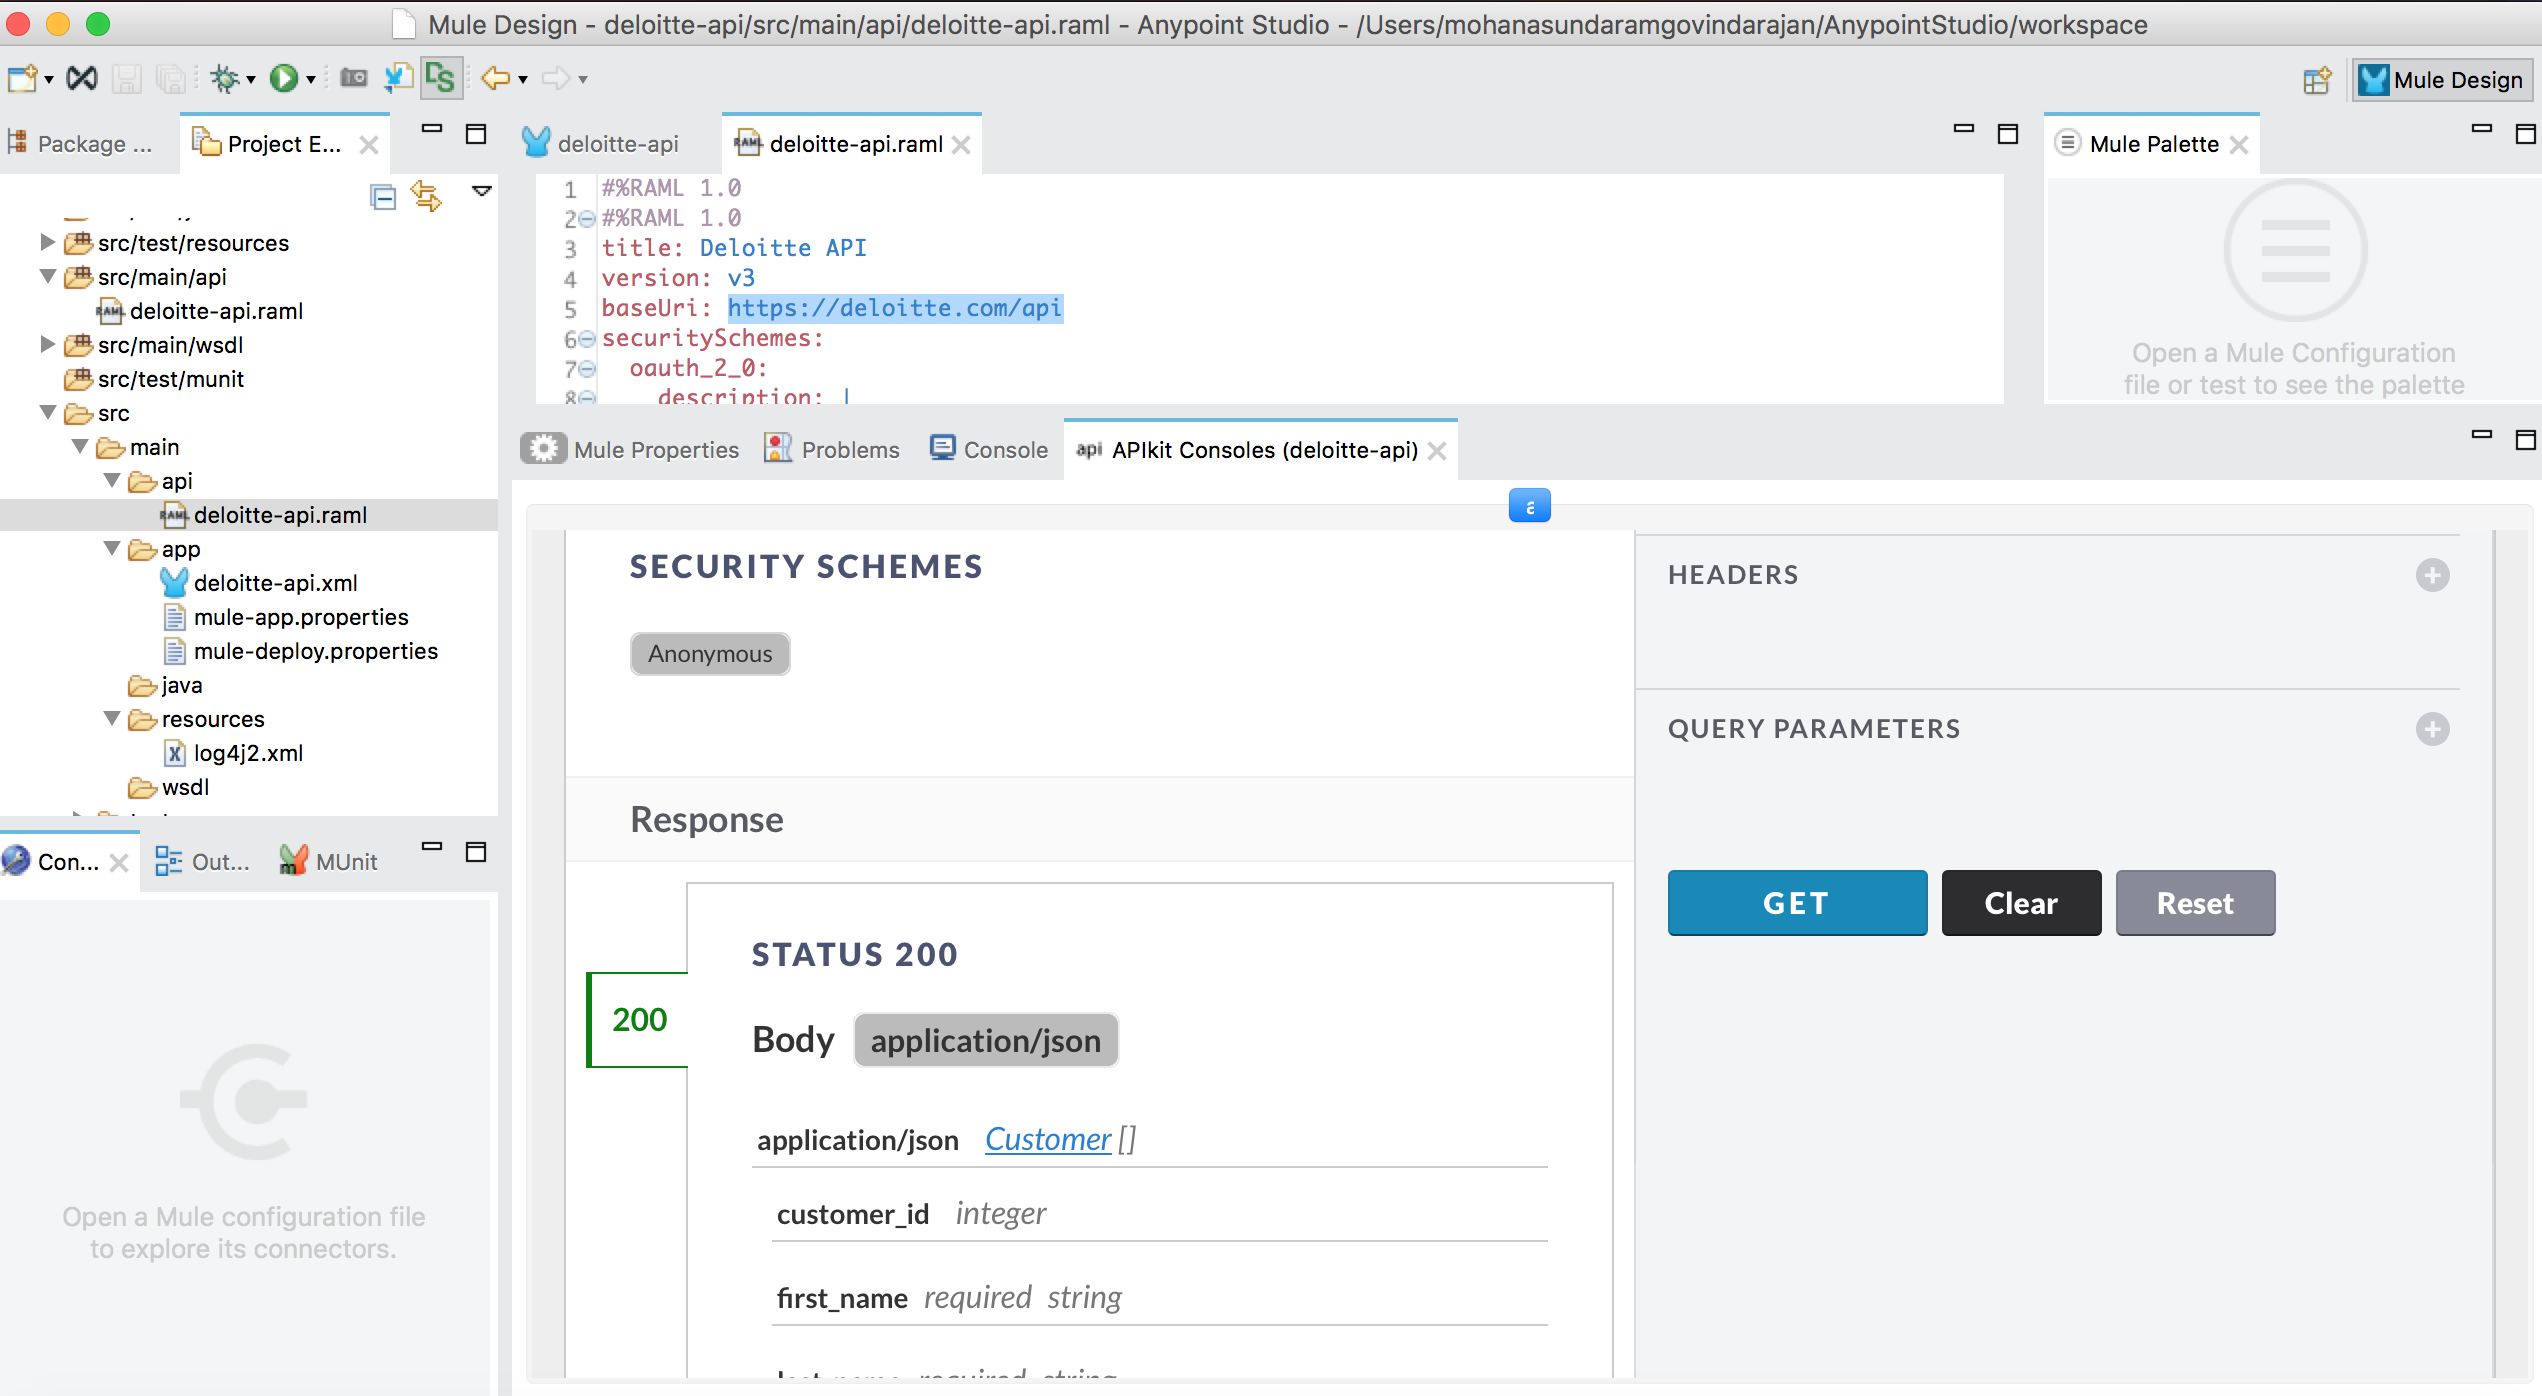 Mule Design - deloitte-api/src/main/api/deloitte-api.raml - Anypoint Studio - /Users/mohanasundaramgovindarajan/AnypointStudio/workspace
Mule Design
Package ...
Project E...
src/test/resources
src/main/api
deloitte-api.raml
src/main/wsdl
src/test/munit
src
main
api
deloitte-api.raml
app
deloitte-api.xml
mule-app.properties
mule-deploy.properties
java
resources
log4j2.xml
wsdl
Con...
Out...
MUnit
Open a Mule configuration file
to explore its connectors.
deloitte-api
deloitte-api.raml
1 #%RAML 1.0
2 #%RAML 1.0
3 title: Deloitte API
4 version: v3
5 baseUri: https://deloitte.com/api
6 securitySchemes:
7 oauth_2_0:
8 description: |
Mule Palette
Open a Mule Configuration
file or test to see the palette
Mule Properties
Problems
Console
api APIkit Consoles (deloitte-api)
a
SECURITY SCHEMES
Anonymous
Response
200
STATUS 200
Body application/json
application/json Customer []
customer_id integer
first_name required string
last_name required string
HEADERS
QUERY PARAMETERS
GET
Clear
Reset